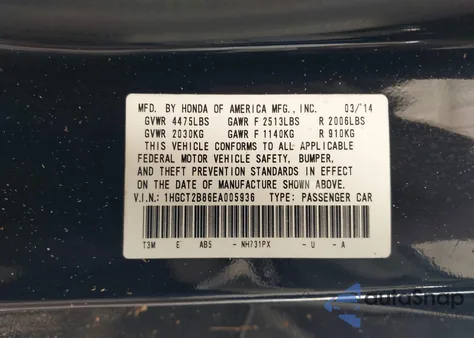 MFD. BY HONDA OF AMERICA MFG., INC. 03/'14
GVWR 4475LBS GAWR F 2513LBS R 2006LBS
GVWR 2030KG GAWR F 1140KG R 910KG
THIS VEHICLE CONFORMS TO ALL APPLICABLE
FEDERAL MOTOR VEHICLE SAFETY, BUMPER,
AND THEFT PREVENTION STANDARDS IN EFFECT
ON THE DATE OF MANUFACTURE SHOWN ABOVE.
V.I.N.: 1HGCT2B86EA005936 TYPE: PASSENGER CAR
T3M E AB5 - NH731PX - U - A
autoSnap